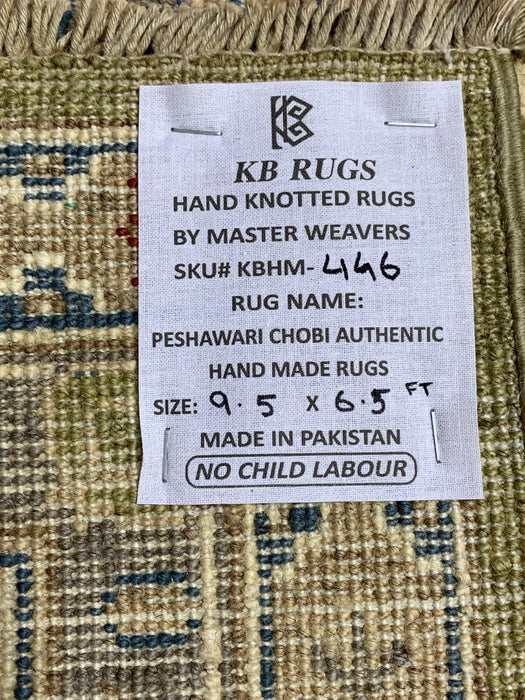 KB
KB RUGS
HAND KNOTTED RUGS
BY MASTER WEAVERS
SKU# KBHM-446
RUG NAME:
PESHAWARI CHOBI AUTHENTIC
HAND MADE RUGS
SIZE: 9.5 X 6.5 FT
MADE IN PAKISTAN
NO CHILD LABOUR